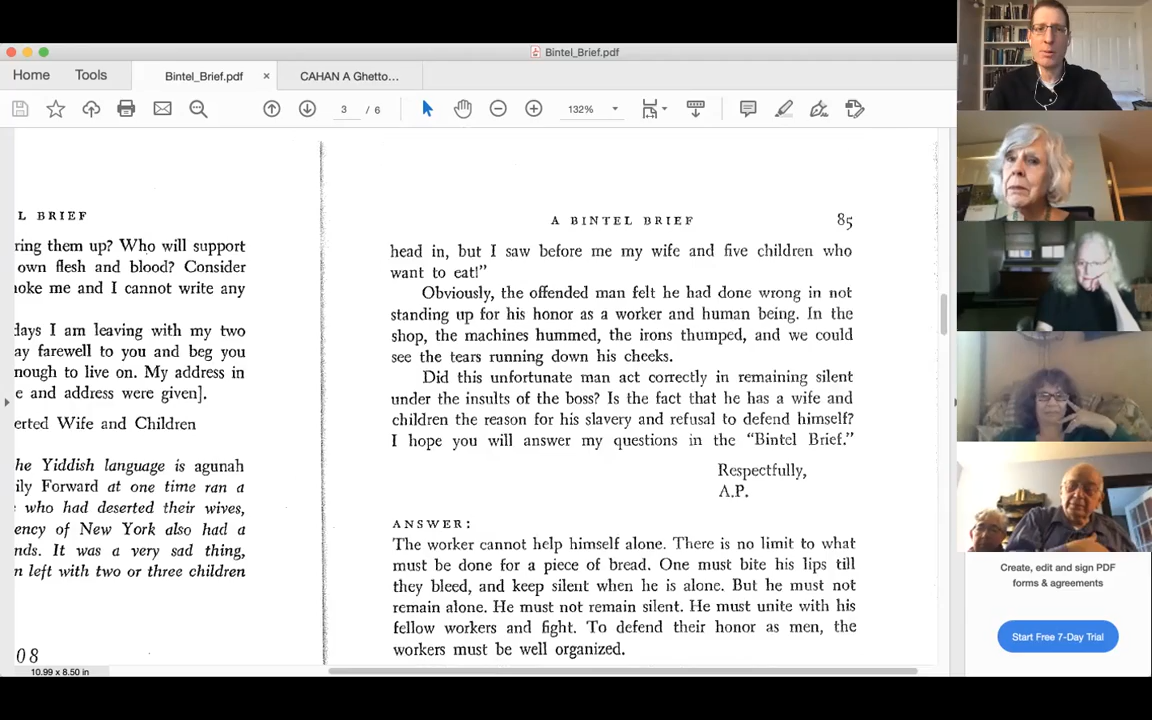 Bintel_Brief.pdf
Home
Tools
Bintel_Brief.pdf
×
CAHAN A Ghetto...
3 / 6
132%
L BRIEF
ring them up? Who will support
own flesh and blood? Consider
oke me and I cannot write any
days I am leaving with my two
ay farewell to you and beg you
nough to live on. My address in
e and address were given].
erted Wife and Children
he Yiddish language is agunah
ily Forward at one time ran a
who had deserted their wives,
ency of New York also had a
nds. It was a very sad thing,
n left with two or three children
08
10.99 x 8.50 in
A BINTEL BRIEF 85
head in, but I saw before me my wife and five children who
want to eat!”
Obviously, the offended man felt he had done wrong in not
standing up for his honor as a worker and human being. In the
shop, the machines hummed, the irons thumped, and we could
see the tears running down his cheeks.
Did this unfortunate man act correctly in remaining silent
under the insults of the boss? Is the fact that he has a wife and
children the reason for his slavery and refusal to defend himself?
I hope you will answer my questions in the “Bintel Brief.”
Respectfully,
A.P.
ANSWER:
The worker cannot help himself alone. There is no limit to what
must be done for a piece of bread. One must bite his lips till
they bleed, and keep silent when he is alone. But he must not
remain alone. He must not remain silent. He must unite with his
fellow workers and fight. To defend their honor as men, the
workers must be well organized.
Create, edit and sign PDF
forms & agreements
Start Free 7-Day Trial